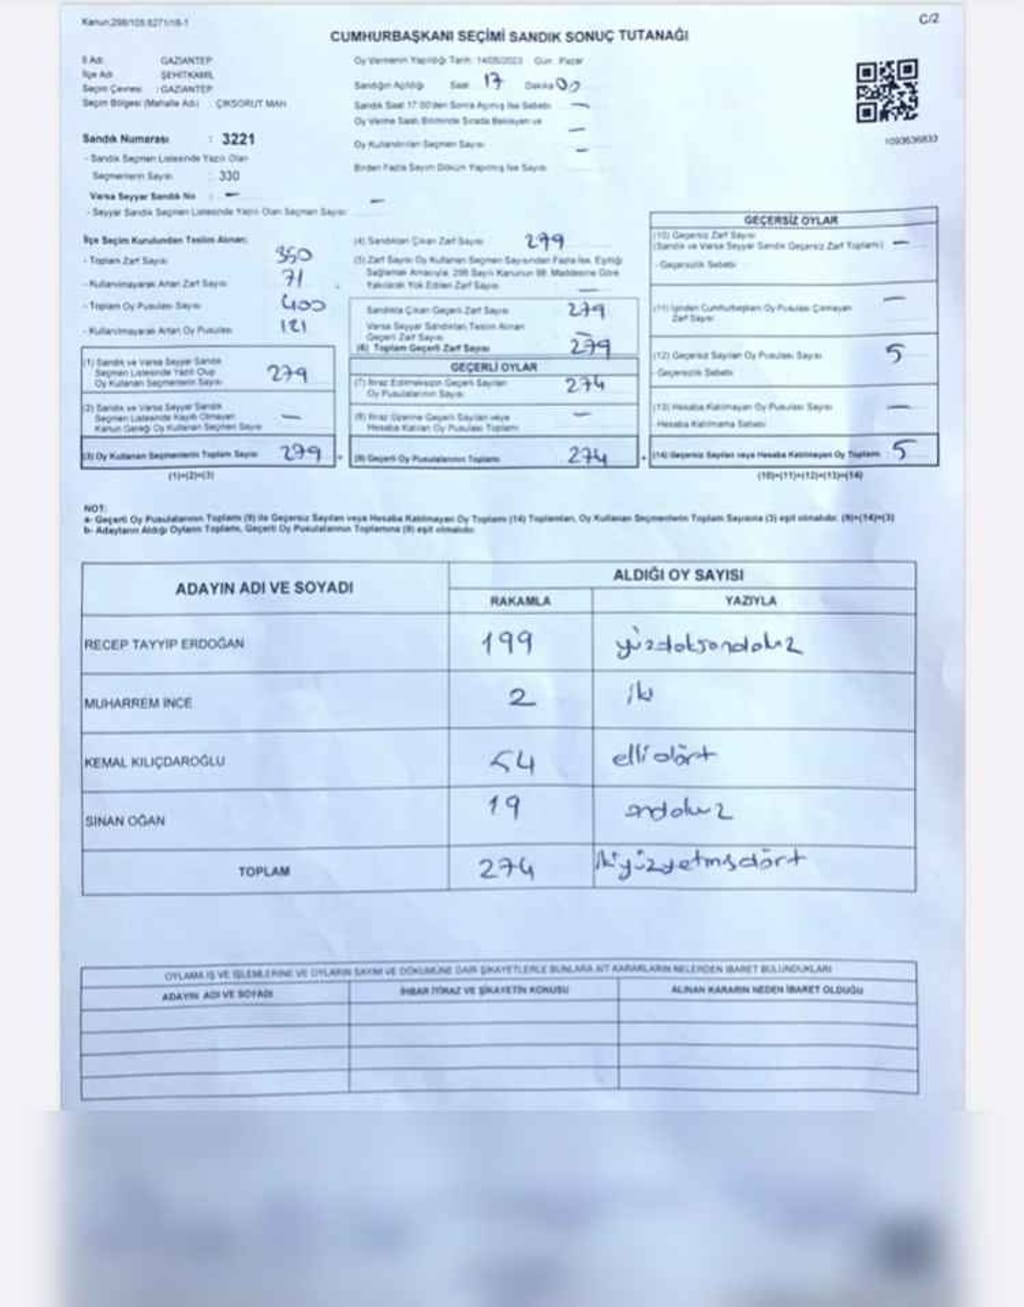 Kanun:298/105 6271/16-1
C/2
CUMHURBAŞKANI SEÇİMİ SANDIK SONUÇ TUTANAĞI
İl Adı GAZİANTEP
İlçe Adı ŞEHİTKAMİL
Seçim Çevresi : GAZİANTEP
Seçim Bölgesi (Mahalle Adı) : ÇIKSORUT MAH
Oy Vermenin Yapıldığı Tarih: 14/05/2023 Gün: Pazar
Sandığın Açıldığı Saat 17 Dakika 00
Sandık Saat 17:00'den Sonra Açılmış İse Sebebi —
Oy Verme Saati Bitiminde Sırada Bekleyen ve
Oy Kullandırılan Seçmen Sayısı —
Birden Fazla Sayım Döküm Yapılmış İse Sayısı —
1093636833
Sandık Numarası : 3221
- Sandık Seçmen Listesinde Yazılı Olan
Seçmenlerin Sayısı : 330
Varsa Seyyar Sandık No : —
- Seyyar Sandık Seçmen Listesinde Yazılı Olan Seçmen Sayısı —
İlçe Seçim Kurulundan Teslim Alınan:
- Toplam Zarf Sayısı 350
- Kullanılmayarak Artan Zarf Sayısı 71
- Toplam Oy Pusulası Sayısı 400
- Kullanılmayarak Artan Oy Pusulası 121
(1) Sandık ve Varsa Seyyar Sandık
Seçmen Listesinde Yazılı Olup
Oy Kullanan Seçmenlerin Sayısı 279
(2) Sandık ve Varsa Seyyar Sandık
Seçmen Listesinde Kayıtlı Olmayan
Kanun Gereği Oy Kullanan Seçmen Sayısı —
(3) Oy Kullanan Seçmenlerin Toplam Sayısı 279
(1)+(2)=(3)
(4) Sandıktan Çıkan Zarf Sayısı 279
(5) Zarf Sayısı Oy Kullanan Seçmen Sayısından Fazla İse, Eşitliği
Sağlamak Amacıyla, 298 Sayılı Kanunun 98. Maddesine Göre
Yakılarak Yok Edilen Zarf Sayısı —
Sandıkta Çıkan Geçerli Zarf Sayısı 279
Varsa Seyyar Sandıktan Teslim Alınan
Geçerli Zarf Sayısı —
(6) Toplam Geçerli Zarf Sayısı 279
GEÇERLİ OYLAR
(7) İtiraz Edilmeksizin Geçerli Sayılan
Oy Pusulalarının Sayısı 274
(8) İtiraz Üzerine Geçerli Sayılan veya
Hesaba Katılan Oy Pusulası Toplamı —
(9) Geçerli Oy Pusulalarının Toplamı 274
GEÇERSİZ OYLAR
(10) Geçersiz Zarf Sayısı
(Sandık ve Varsa Seyyar Sandık Geçersiz Zarf Toplamı) —
- Geçersizlik Sebebi
(11) İçinden Cumhurbaşkanı Oy Pusulası Çıkmayan
Zarf Sayısı —
(12) Geçersiz Sayılan Oy Pusulası Sayısı 5
- Geçersizlik Sebebi
(13) Hesaba Katılmayan Oy Pusulası Sayısı —
- Hesaba Katılmama Sebebi
(14) Geçersiz Sayılan veya Hesaba Katılmayan Oy Toplamı 5
(10)+(11)+(12)+(13)=(14)
NOT:
a- Geçerli Oy Pusulalarının Toplamı (9) ile Geçersiz Sayılan veya Hesaba Katılmayan Oy Toplamı (14) Toplamları, Oy Kullanan Seçmenlerin Toplam Sayısına (3) eşit olmalıdır. (9)+(14)=(3)
b- Adayların Aldığı Oyların Toplamı, Geçerli Oy Pusulalarının Toplamına (9) eşit olmalıdır.
ADAYIN ADI VE SOYADI
ALDIĞI OY SAYISI
RAKAMLA YAZIYLA
RECEP TAYYİP ERDOĞAN 199 yüzdoksandokuz
MUHARREM İNCE 2 iki
KEMAL KILIÇDAROĞLU 54 ellidört
SİNAN OĞAN 19 ondokuz
TOPLAM 274 ikiyüzyetmişdört
OYLAMA İŞ VE İŞLEMLERİNE VE OYLARIN SAYIM VE DÖKÜMÜNE DAİR ŞİKAYETLERLE BUNLARA AİT KARARLARIN NELERDEN İBARET BULUNDUKLARI
ADAYIN ADI VE SOYADI İHBAR İTİRAZ VE ŞİKAYETİN KONUSU ALINAN KARARIN NEDEN İBARET OLDUĞU